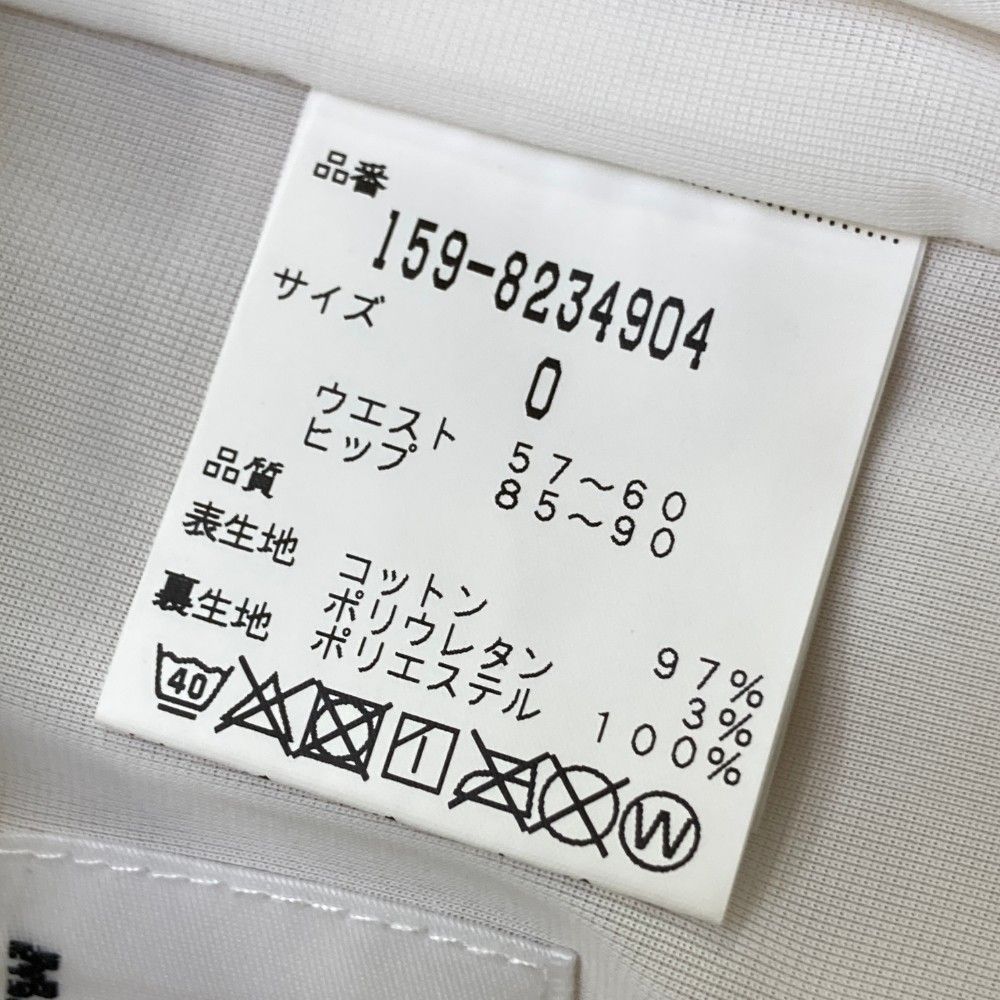 品番
159-8234904
サイズ
0
ウエスト 57～60
ヒップ 85～90
品質
表生地 コットン 97%
ポリウレタン 3%
裏生地 ポリエステル 100%
40
W
M